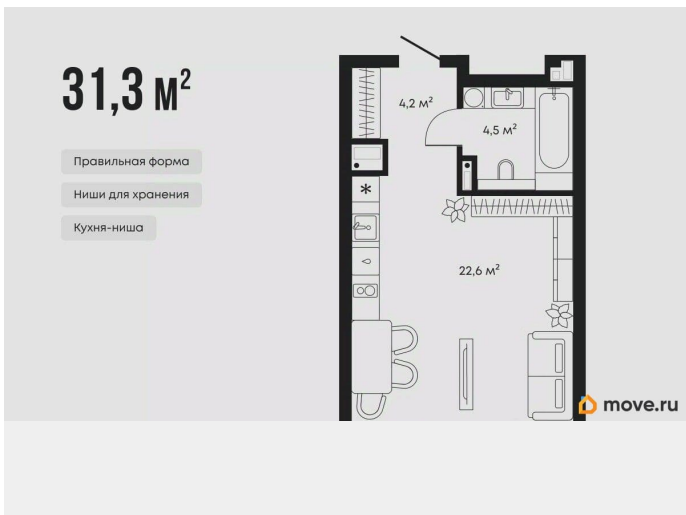 31,3 м²
Правильная форма
Ниши для хранения
Кухня-ниша
4,2 м²
4,5 м²
22,6 м²
move.ru